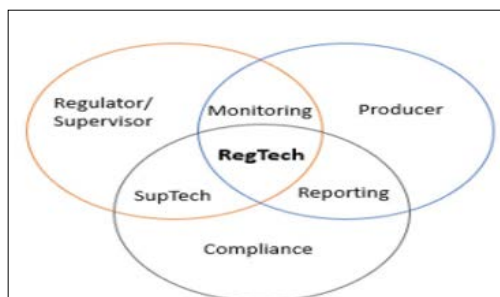 Regulator/
Supervisor
Monitoring
Producer
RegTech
SupTech
Reporting
Compliance